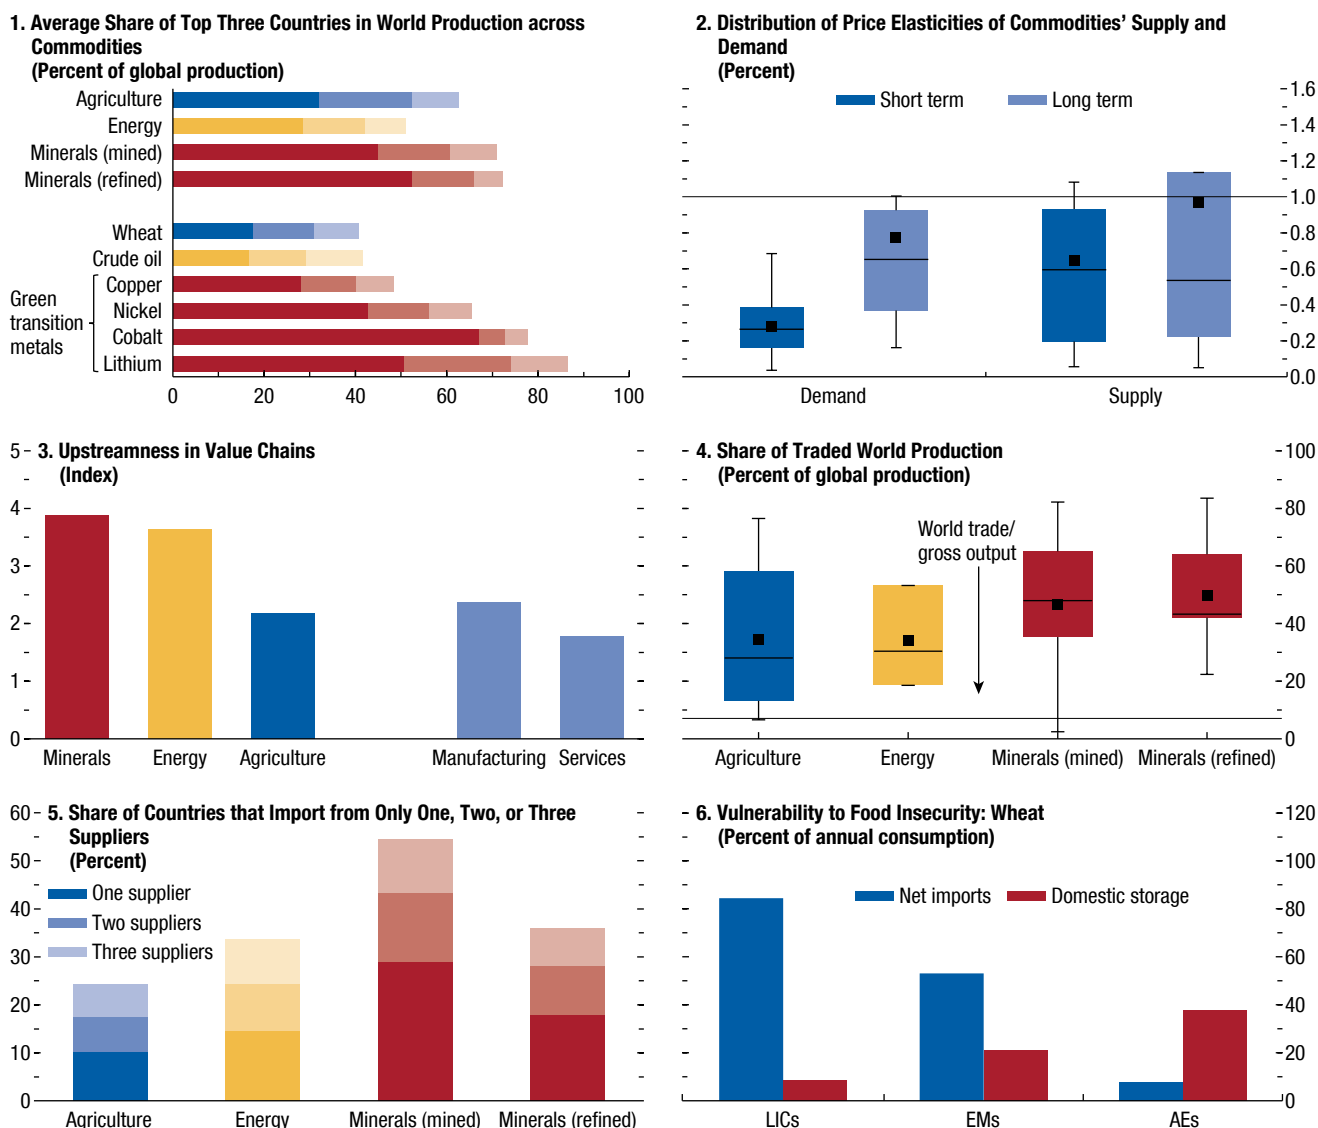 1. Average Share of Top Three Countries in World Production across
Commodities
(Percent of global production)
Agriculture
Energy
Minerals (mined)
Minerals (refined)
Wheat
Crude oil
Copper
Nickel
Cobalt
Lithium
Green
transition
metals
0 20 40 60 80 100
2. Distribution of Price Elasticities of Commodities’ Supply and
Demand
(Percent)
Short term Long term
1.6
1.4
1.2
1.0
0.8
0.6
0.4
0.2
0.0
Demand Supply
3. Upstreamness in Value Chains
(Index)
5
4
3
2
1
0
Minerals Energy Agriculture Manufacturing Services
4. Share of Traded World Production
(Percent of global production)
World trade/
gross output
100
80
60
40
20
0
Agriculture Energy Minerals (mined) Minerals (refined)
5. Share of Countries that Import from Only One, Two, or Three
Suppliers
(Percent)
One supplier
Two suppliers
Three suppliers
60
50
40
30
20
10
0
Agriculture Energy Minerals (mined) Minerals (refined)
6. Vulnerability to Food Insecurity: Wheat
(Percent of annual consumption)
Net imports Domestic storage
120
100
80
60
40
20
0
LICs EMs AEs